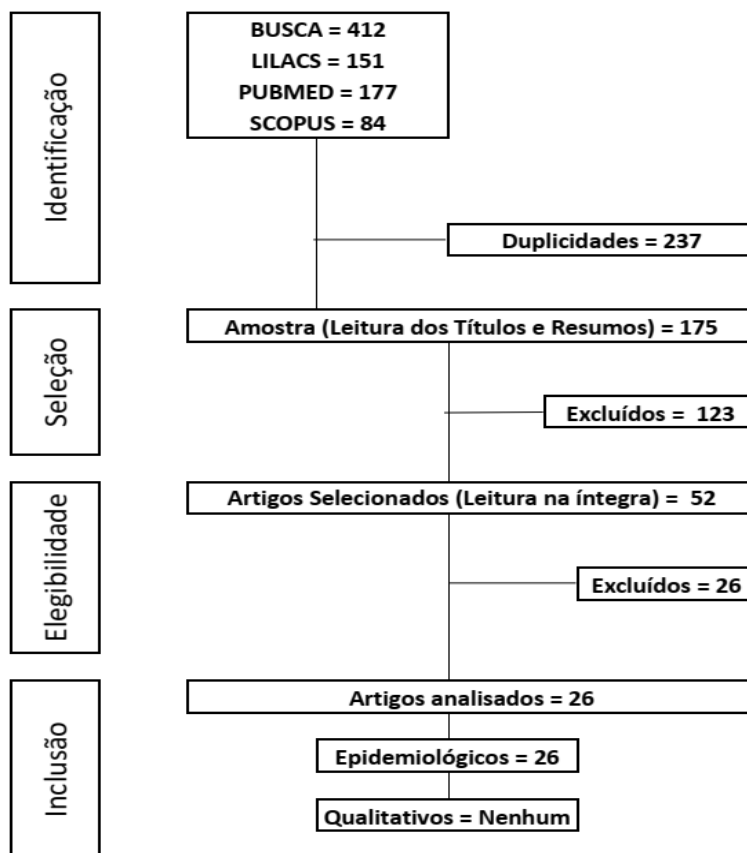 Identificação
BUSCA = 412
LILACS = 151
PUBMED = 177
SCOPUS = 84
Duplicidades = 237
Seleção
Amostra (Leitura dos Títulos e Resumos) = 175
Excluídos = 123
Elegibilidade
Artigos Selecionados (Leitura na íntegra) = 52
Excluídos = 26
Inclusão
Artigos analisados = 26
Epidemiológicos = 26
Qualitativos = Nenhum